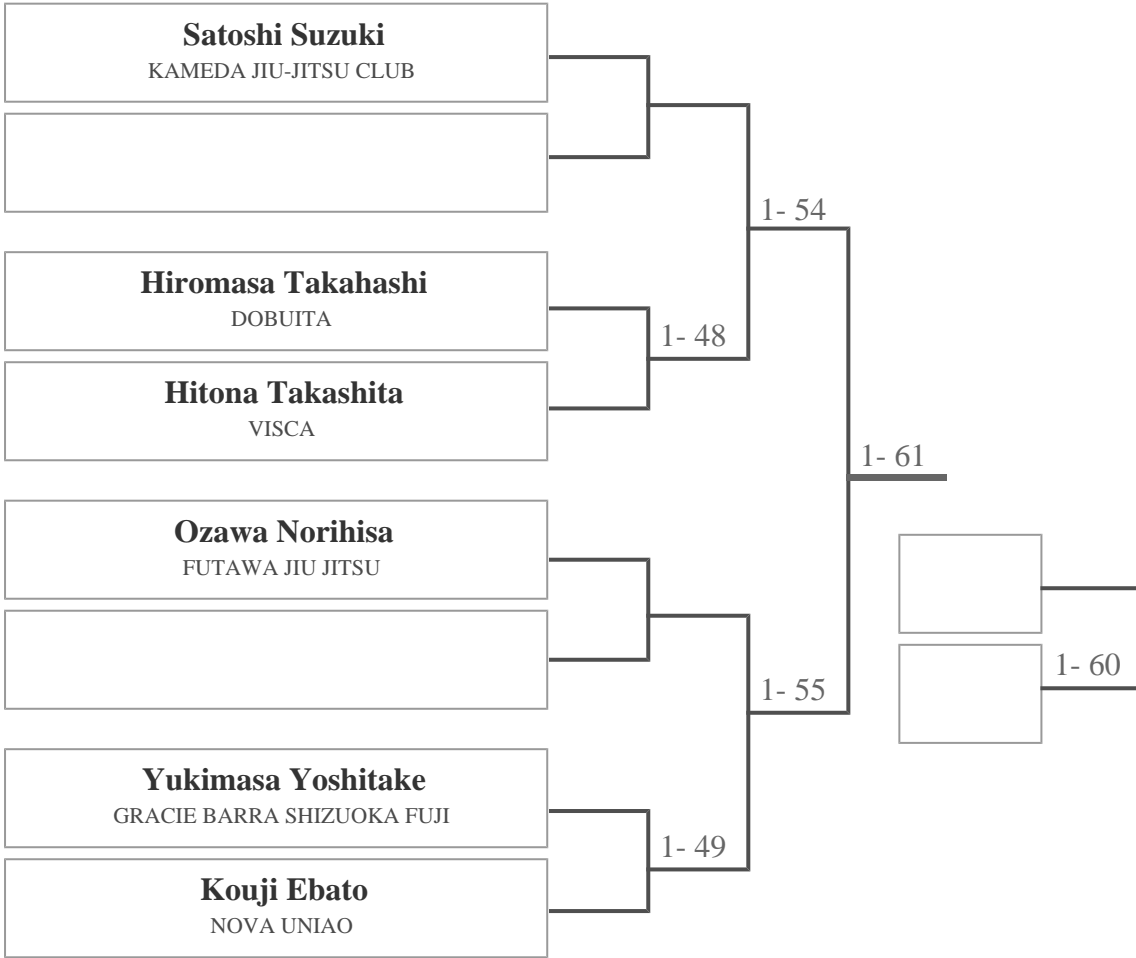 Satoshi Suzuki
KAMEDA JIU-JITSU CLUB
1- 54
Hiromasa Takahashi
DOBUITA
1- 48
Hitona Takashita
VISCA
1- 61
Ozawa Norihisa
FUTAWA JIU JITSU
1- 55
1- 60
Yukimasa Yoshitake
GRACIE BARRA SHIZUOKA FUJI
1- 49
Kouji Ebato
NOVA UNIAO